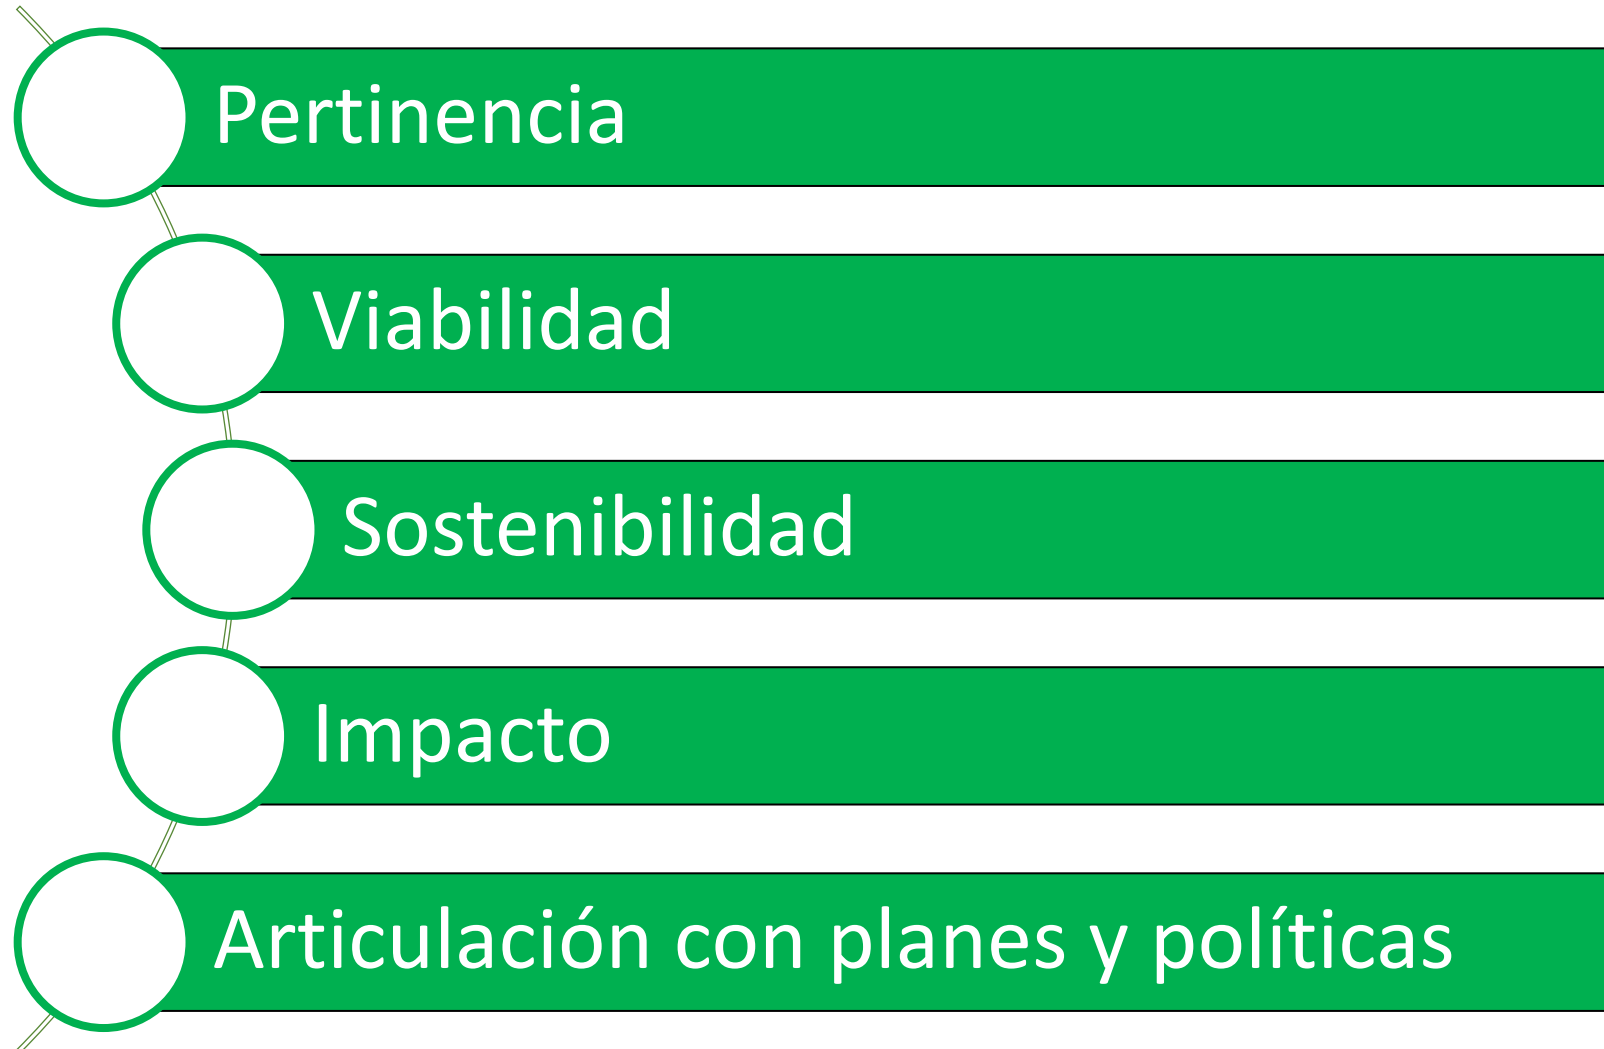 Pertinencia
Viabilidad
Sostenibilidad
Impacto
Articulación con planes y políticas